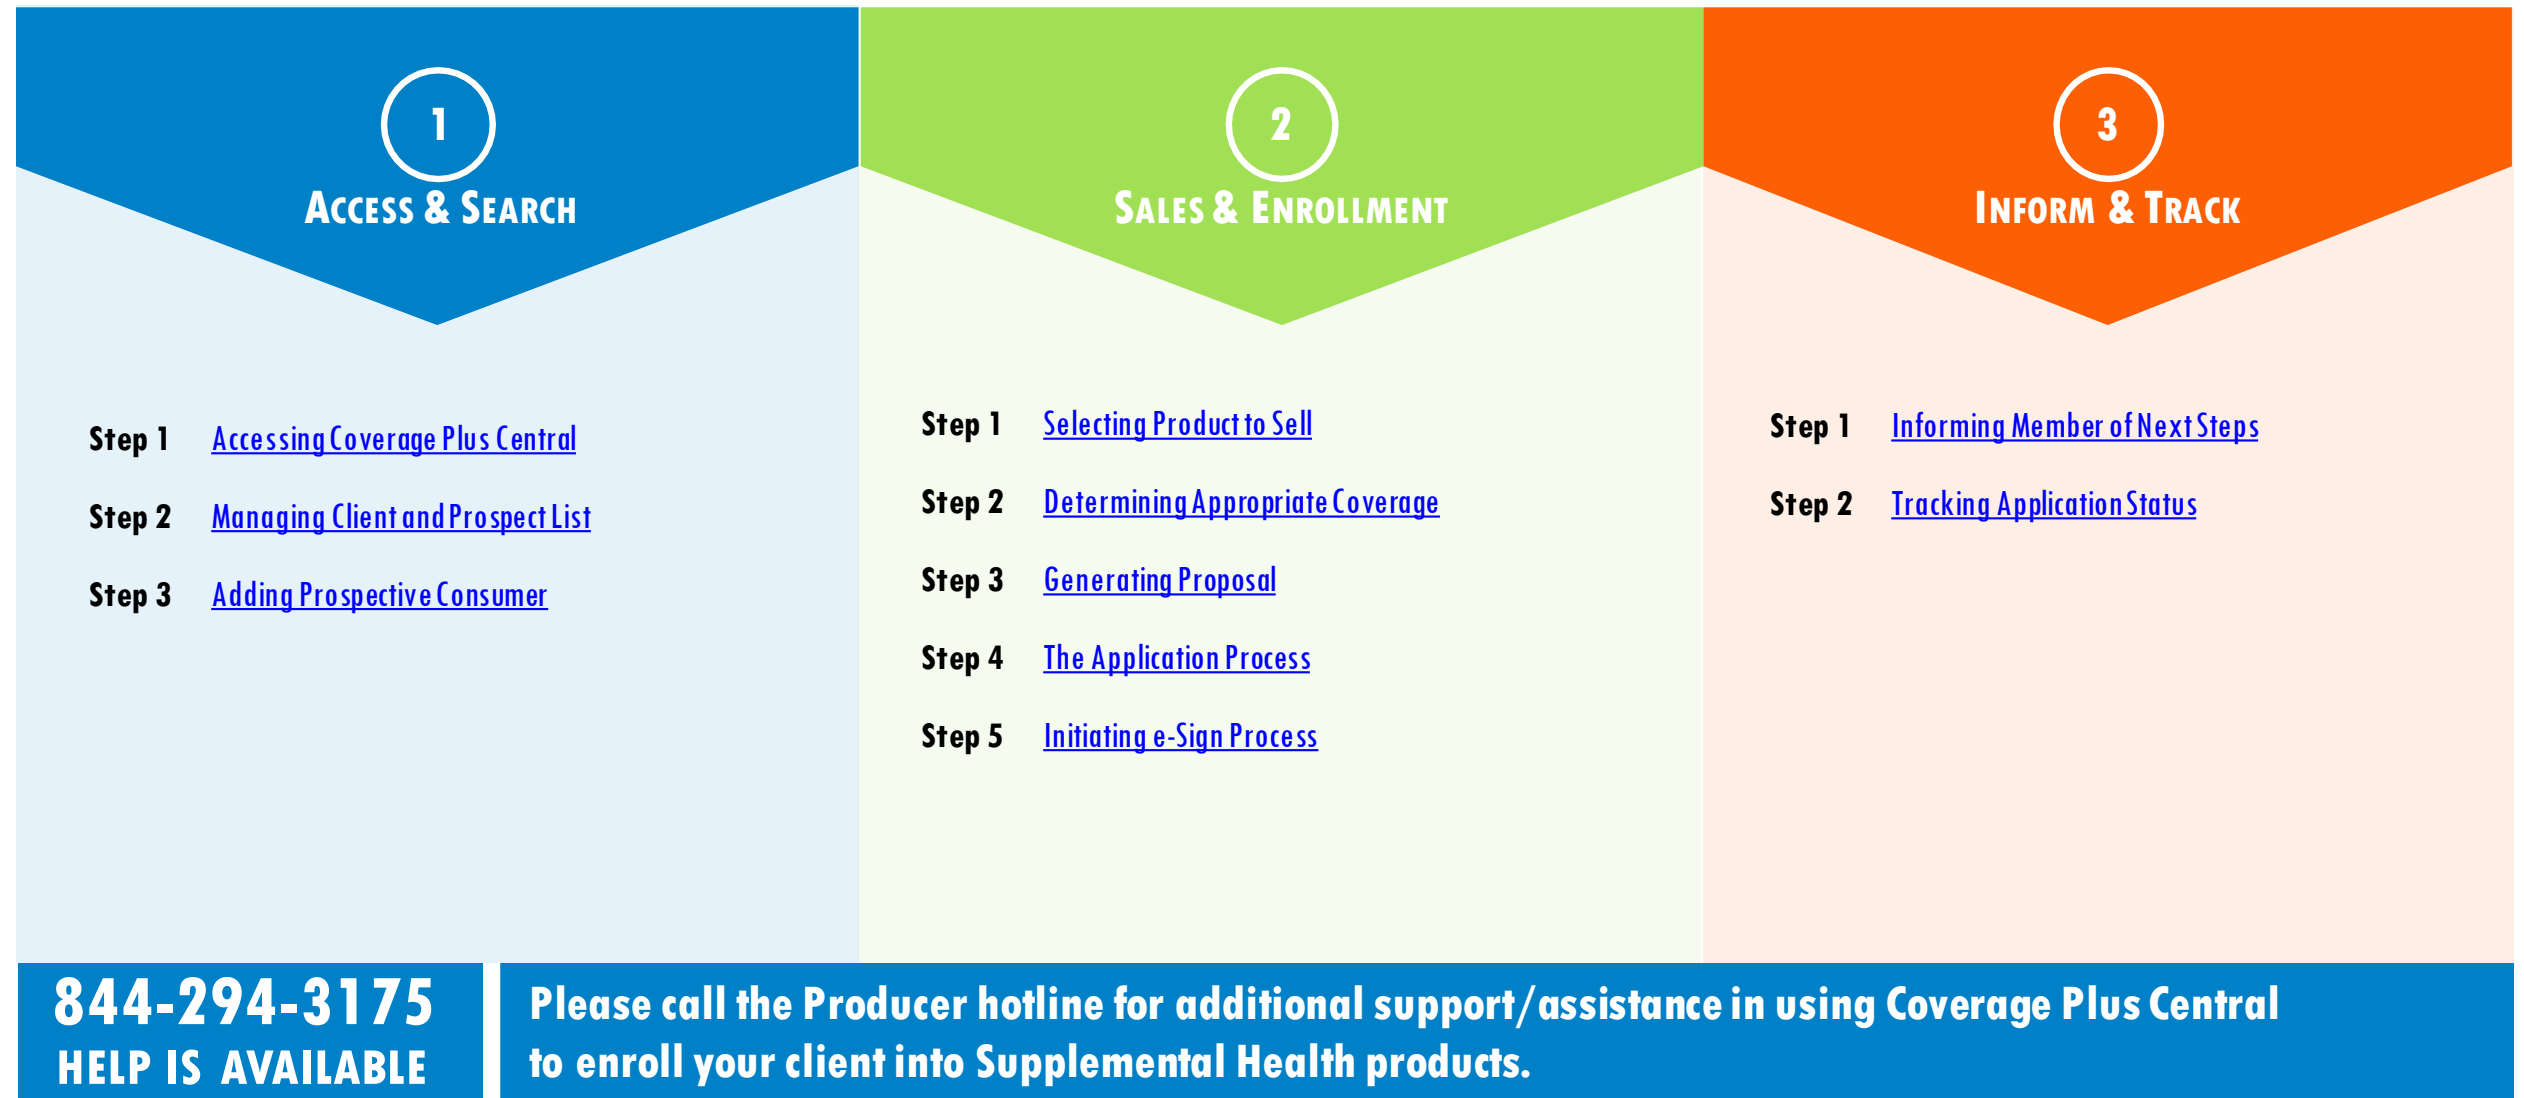 1
ACCESS & SEARCH
Step 1 Accessing Coverage Plus Central
Step 2 Managing Client and Prospect List
Step 3 Adding Prospective Consumer
2
SALES & ENROLLMENT
Step 1 Selecting Product to Sell
Step 2 Determining Appropriate Coverage
Step 3 Generating Proposal
Step 4 The Application Process
Step 5 Initiating e-Sign Process
3
INFORM & TRACK
Step 1 Informing Member of Next Steps
Step 2 Tracking Application Status
844-294-3175
HELP IS AVAILABLE
Please call the Producer hotline for additional support/assistance in using Coverage Plus Central
to enroll your client into Supplemental Health products.